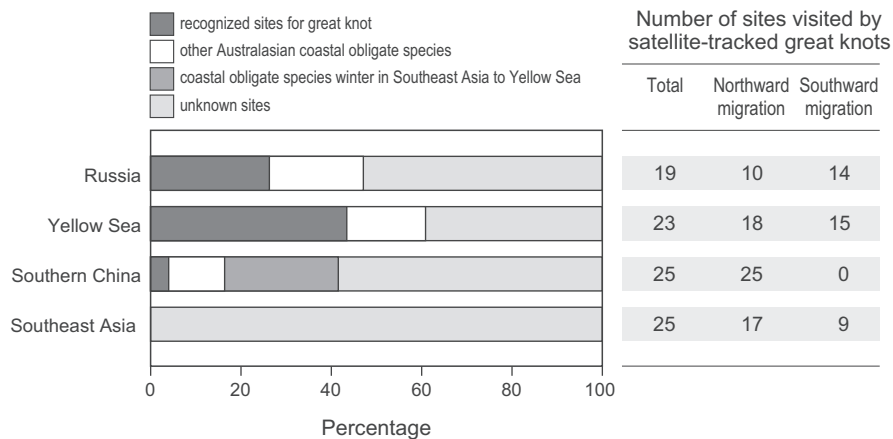 recognized sites for great knot
other Australasian coastal obligate species
coastal obligate species winter in Southeast Asia to Yellow Sea
unknown sites
Number of sites visited by
satellite-tracked great knots
Total Northward Southward
migration migration
Russia 19 10 14
Yellow Sea 23 18 15
Southern China 25 25 0
Southeast Asia 25 17 9
0 20 40 60 80 100
Percentage